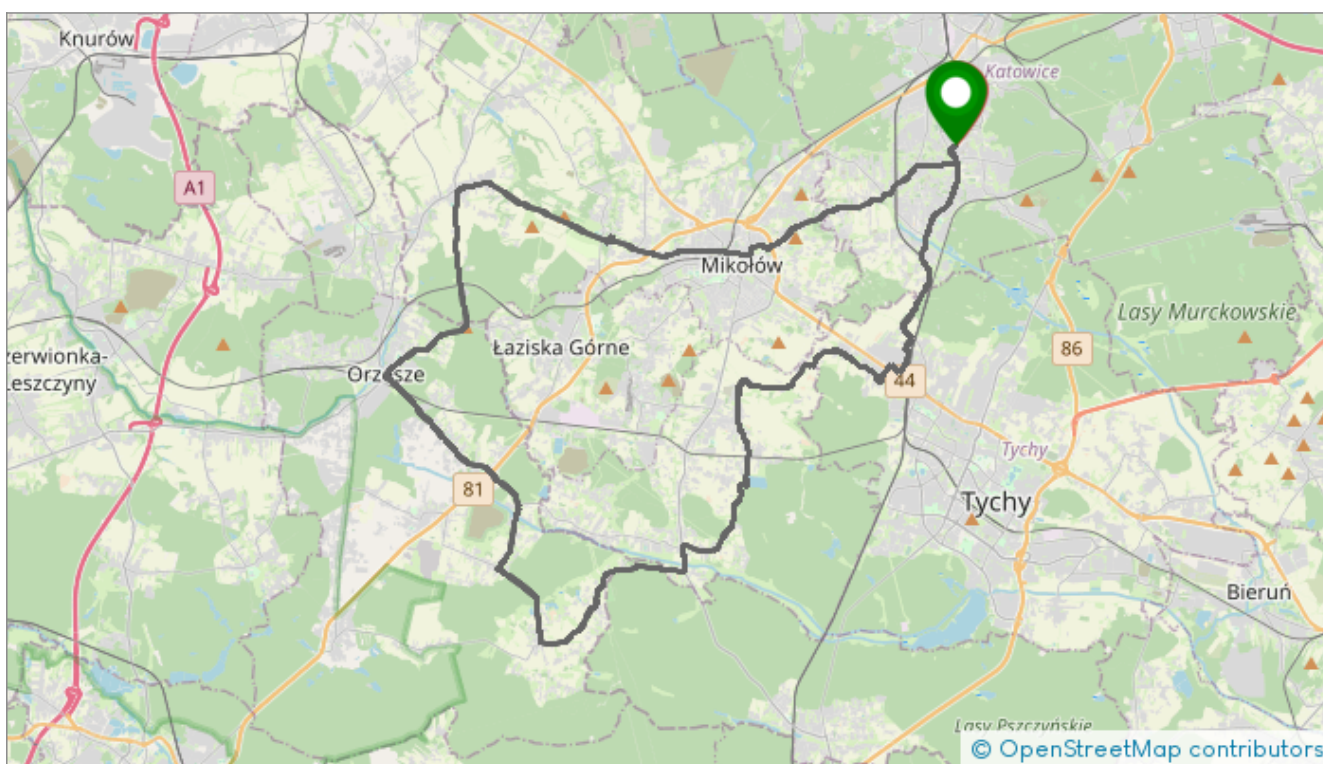 Knurów
Katowice
A1
Mikołów
Lasy Murckowskie
Łaziska Górne
86
zerwionka-
Leszczyny
Orzesze
44
Tychy
81
Tychy
Bieruń
Lasy Pszczyńskie
© OpenStreetMap contributors